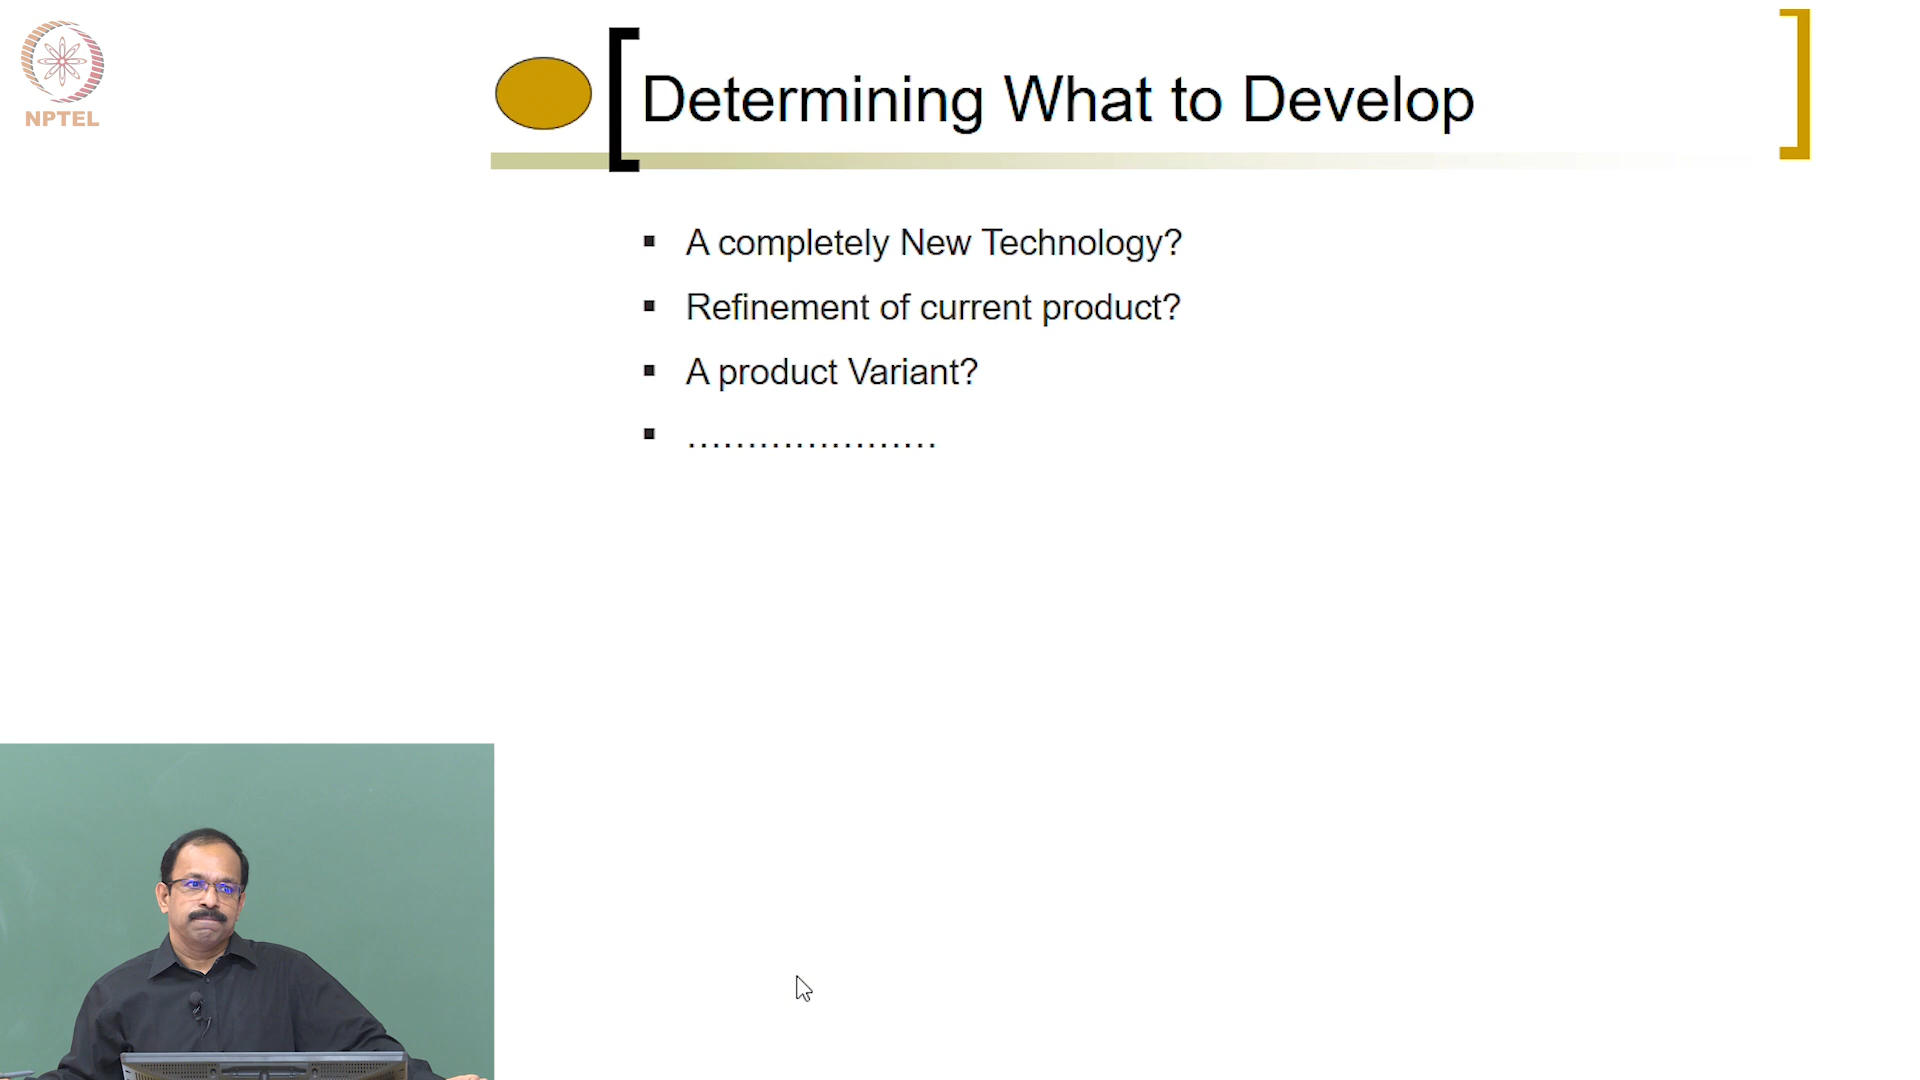 NPTEL
Determining What to Develop
A completely New Technology?
Refinement of current product?
A product Variant?
.....................